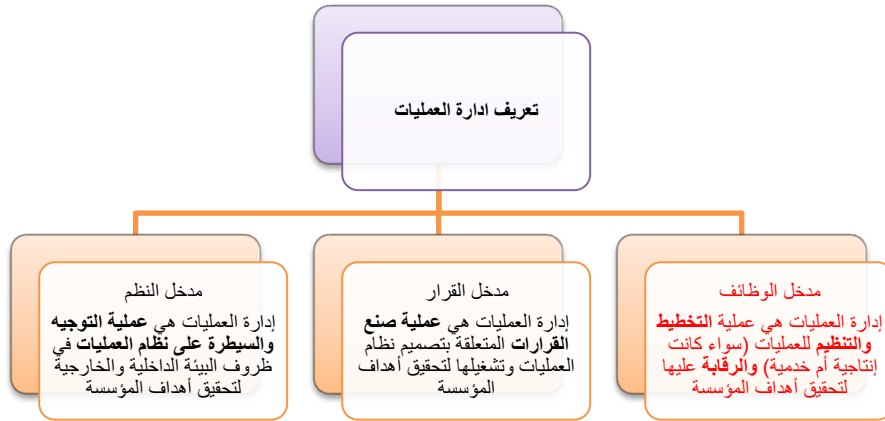 تعريف ادارة العمليات
مدخل الوظائف
إدارة العمليات هي عملية التخطيط
والتنظيم للعمليات (سواء كانت
إنتاجية أم خدمية) والرقابة عليها
لتحقيق أهداف المؤسسة
مدخل القرار
إدارة العمليات هي عملية صنع
القرارات المتعلقة بتصميم نظام
العمليات وتشغيلها لتحقيق أهداف
المؤسسة
مدخل النظم
إدارة العمليات هي عملية التوجيه
والسيطرة على نظام العمليات في
ظروف البيئة الداخلية والخارجية
لتحقيق أهداف المؤسسة